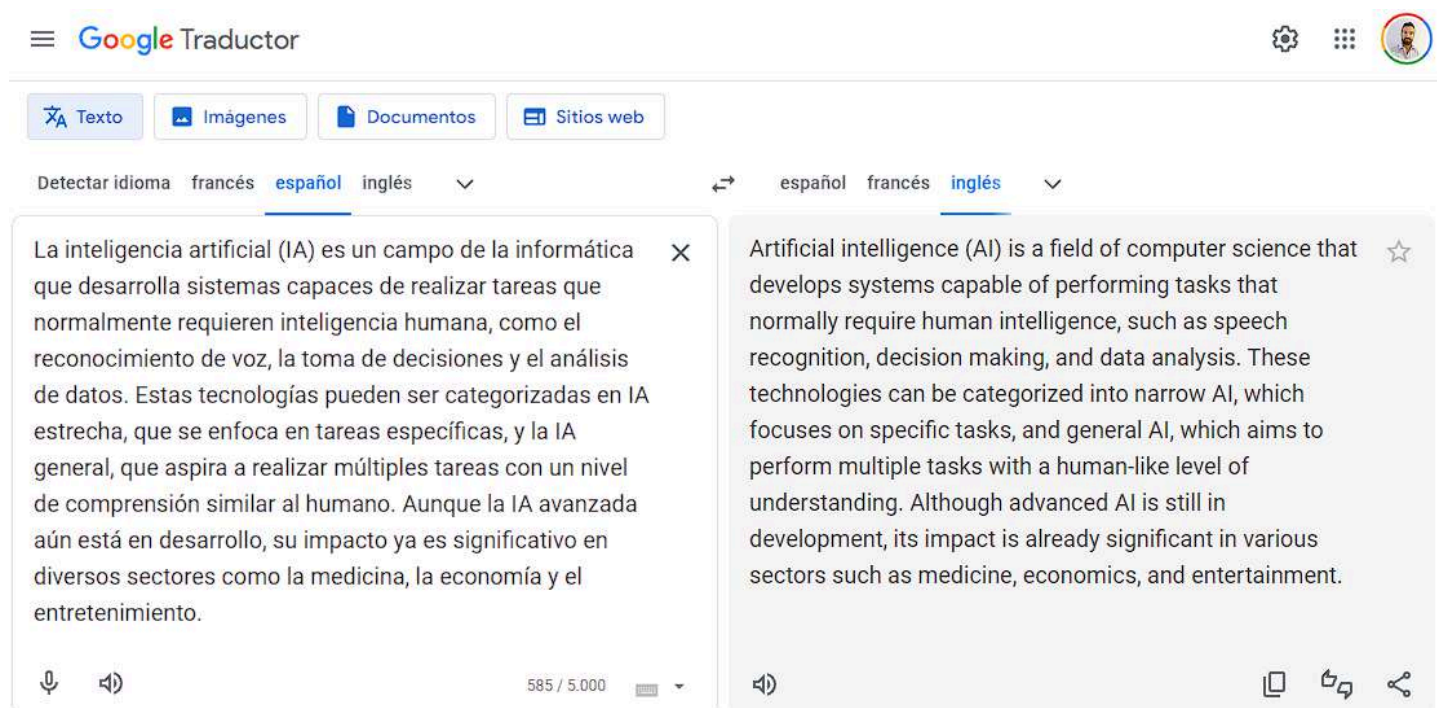 Google Traductor
Texto
Imágenes
Documentos
Sitios web
Detectar idioma francés español inglés
español francés inglés
La inteligencia artificial (IA) es un campo de la informática
que desarrolla sistemas capaces de realizar tareas que
normalmente requieren inteligencia humana, como el
reconocimiento de voz, la toma de decisiones y el análisis
de datos. Estas tecnologías pueden ser categorizadas en IA
estrecha, que se enfoca en tareas específicas, y la IA
general, que aspira a realizar múltiples tareas con un nivel
de comprensión similar al humano. Aunque la IA avanzada
aún está en desarrollo, su impacto ya es significativo en
diversos sectores como la medicina, la economía y el
entretenimiento.
585 / 5.000
Artificial intelligence (AI) is a field of computer science that
develops systems capable of performing tasks that
normally require human intelligence, such as speech
recognition, decision making, and data analysis. These
technologies can be categorized into narrow AI, which
focuses on specific tasks, and general AI, which aims to
perform multiple tasks with a human-like level of
understanding. Although advanced AI is still in
development, its impact is already significant in various
sectors such as medicine, economics, and entertainment.